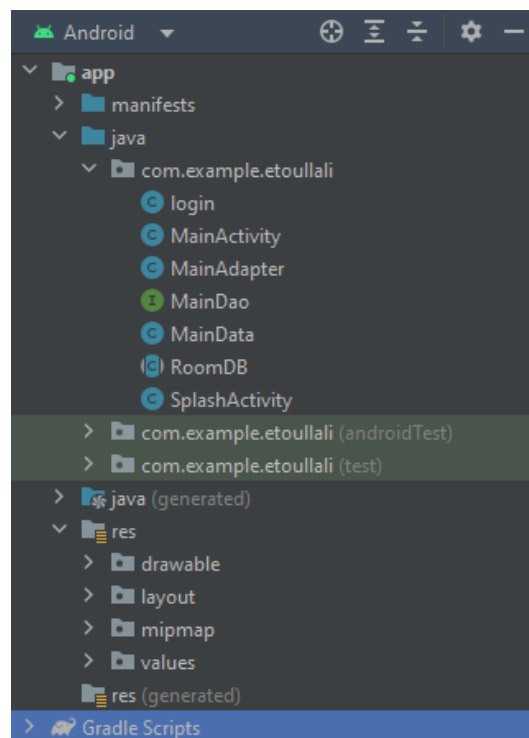 Android
app
manifests
java
com.example.etoullali
C login
C MainActivity
C MainAdapter
I MainDao
C MainData
C RoomDB
C SplashActivity
com.example.etoullali (androidTest)
com.example.etoullali (test)
java (generated)
res
drawable
layout
mipmap
values
res (generated)
Gradle Scripts